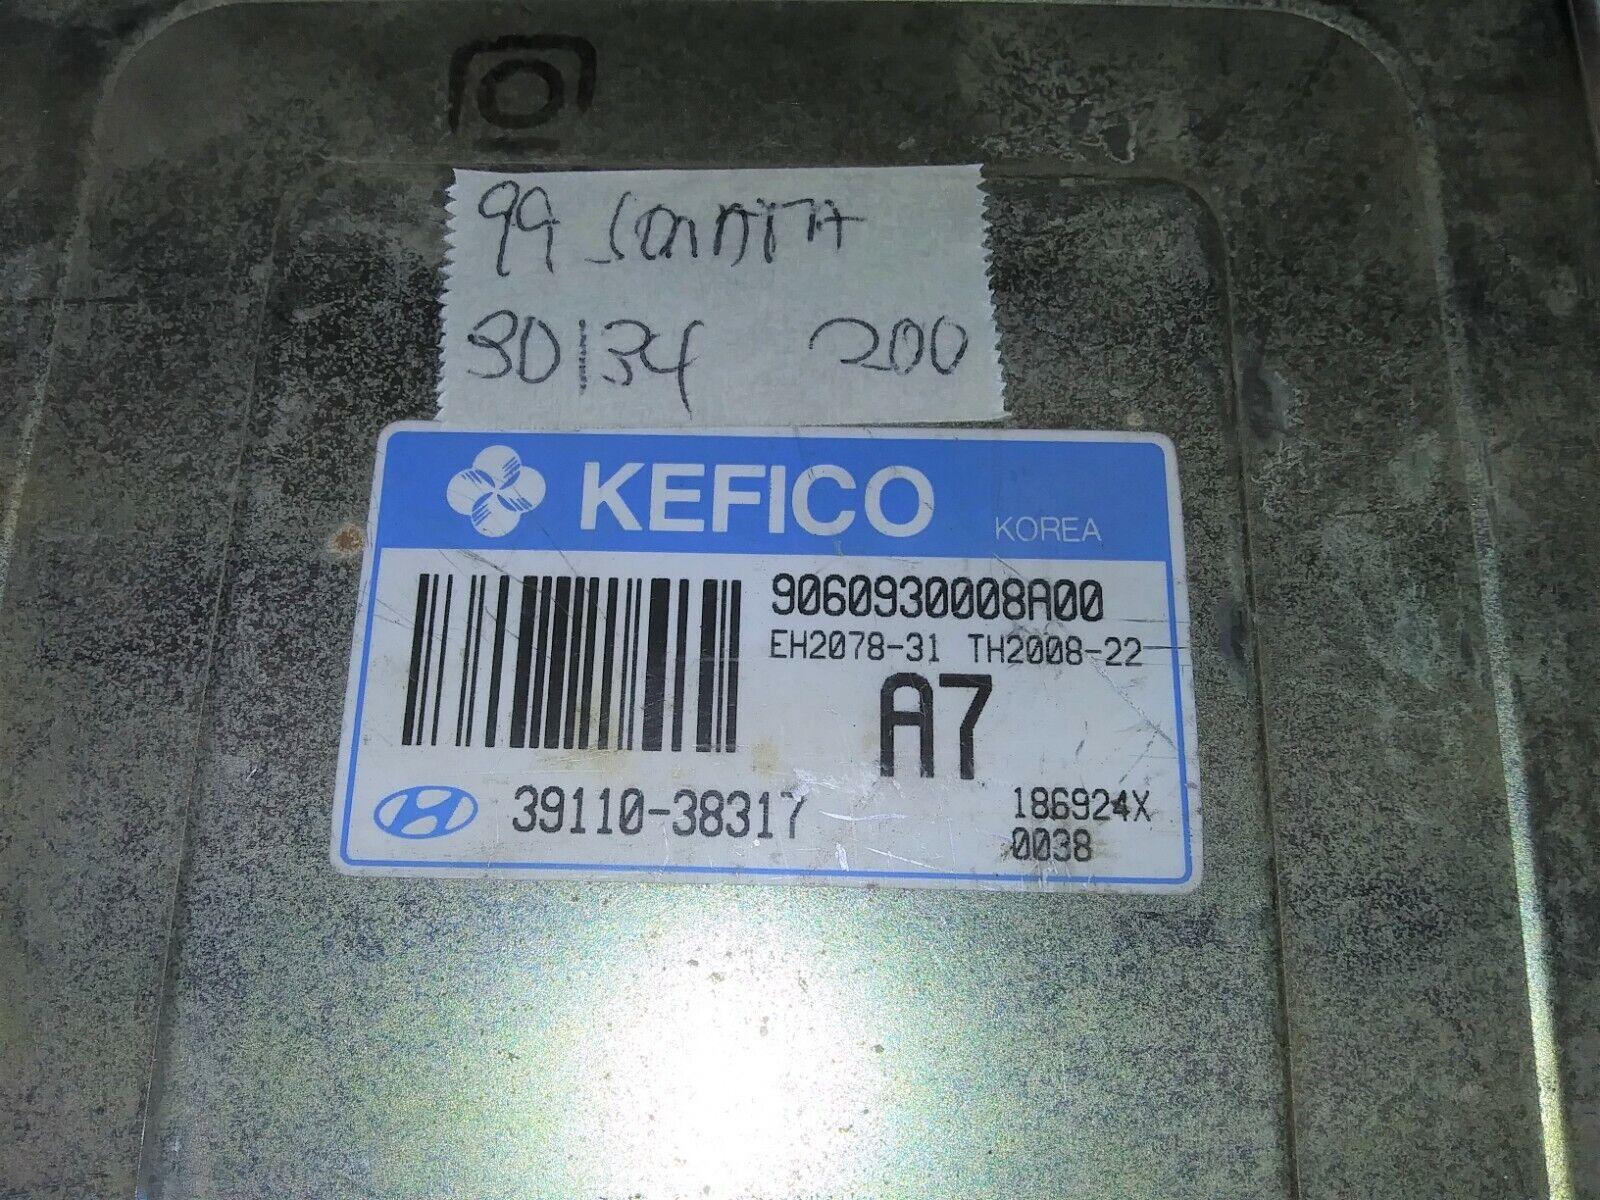 99 SONATA
30134 200
KEFICO KOREA
9060930008A00
EH2078-31 TH2008-22
A7
39110-38317
186924X
0038